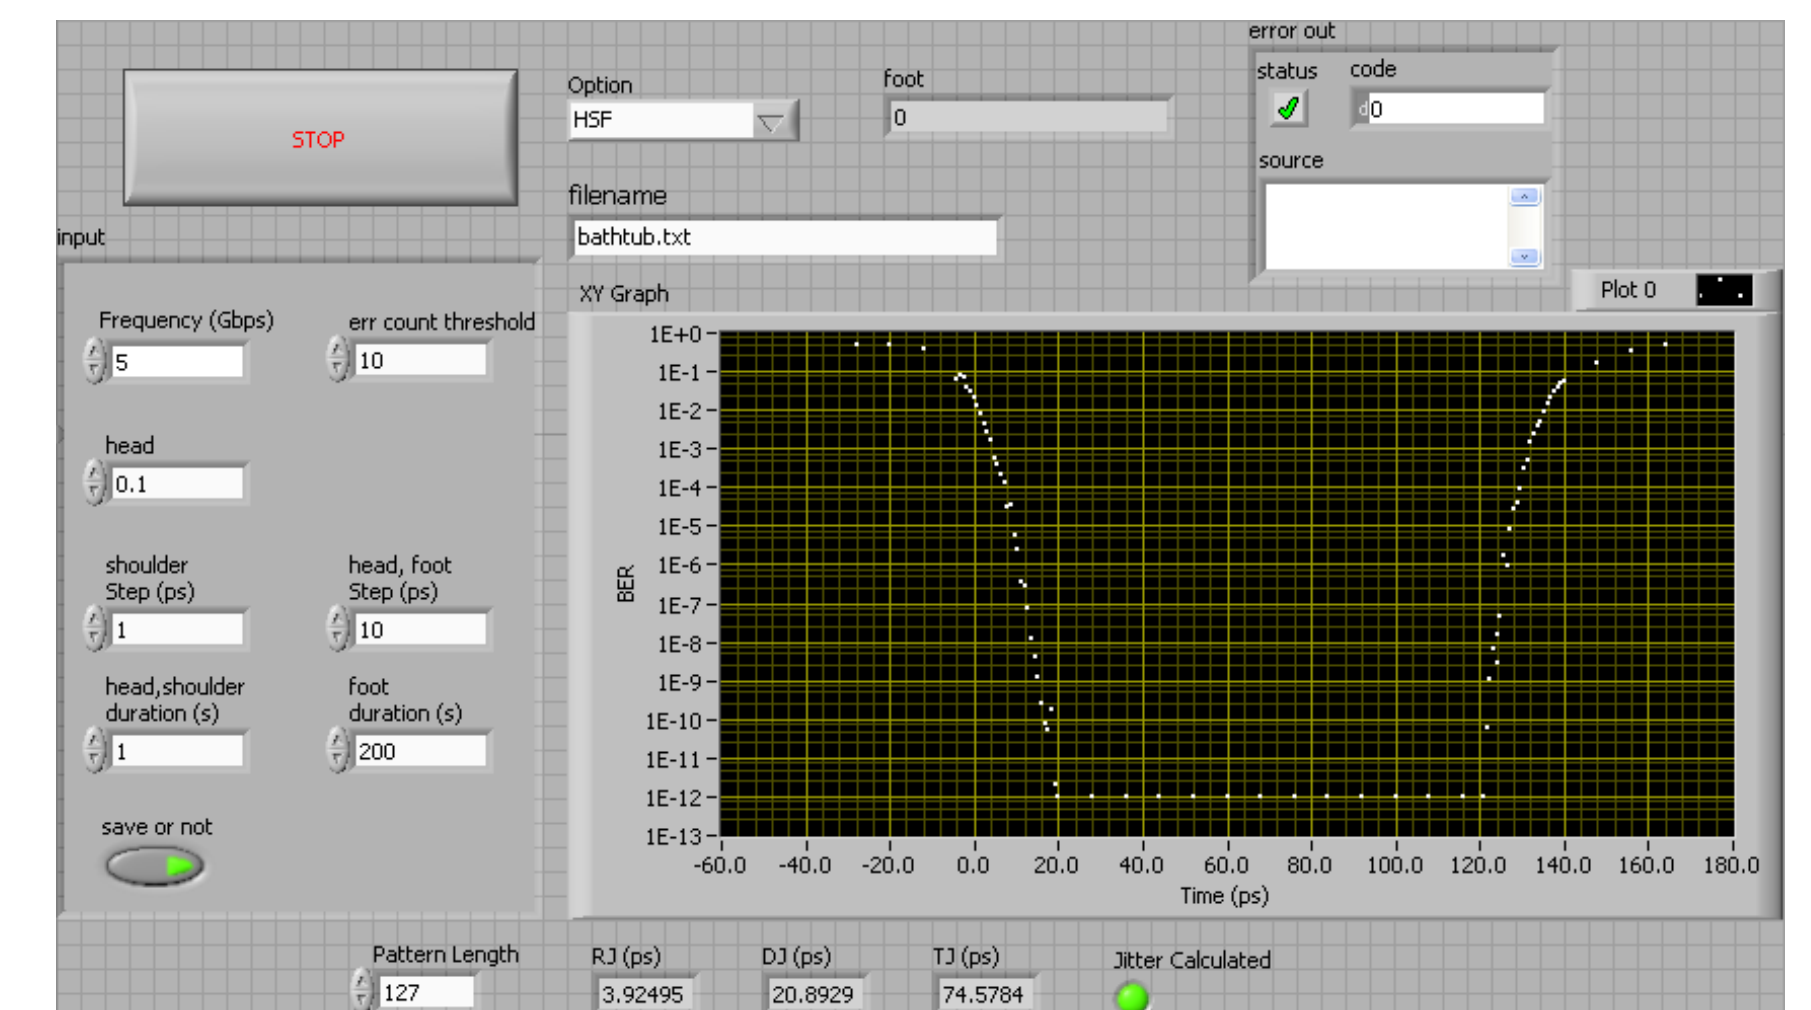 error out
status code
d0
Option foot
HSF 0
STOP
source
filename
bathtub.txt
input
XY Graph
Plot 0
Frequency (Gbps) err count threshold
5 10
head
0.1
shoulder
Step (ps)
1
head, foot
Step (ps)
10
head,shoulder
duration (s)
1
foot
duration (s)
200
save or not
BER
1E+0
1E-1
1E-2
1E-3
1E-4
1E-5
1E-6
1E-7
1E-8
1E-9
1E-10
1E-11
1E-12
1E-13
-60.0 -40.0 -20.0 0.0 20.0 40.0 60.0 80.0 100.0 120.0 140.0 160.0 180.0
Time (ps)
Pattern Length RJ (ps) DJ (ps) TJ (ps) Jitter Calculated
127 3.92495 20.8929 74.5784